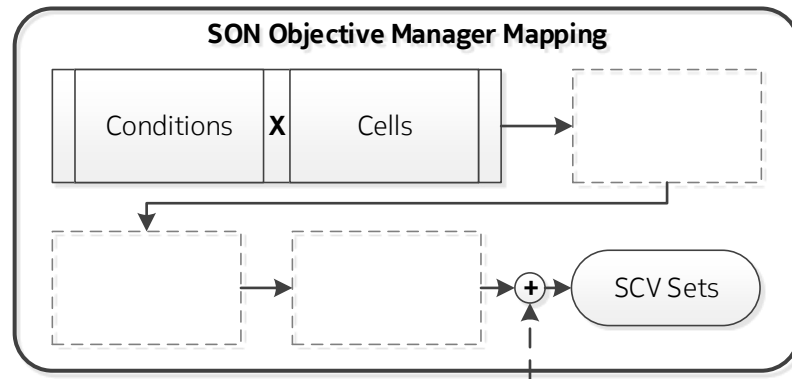 SON Objective Manager Mapping
Conditions X Cells
+ SCV Sets